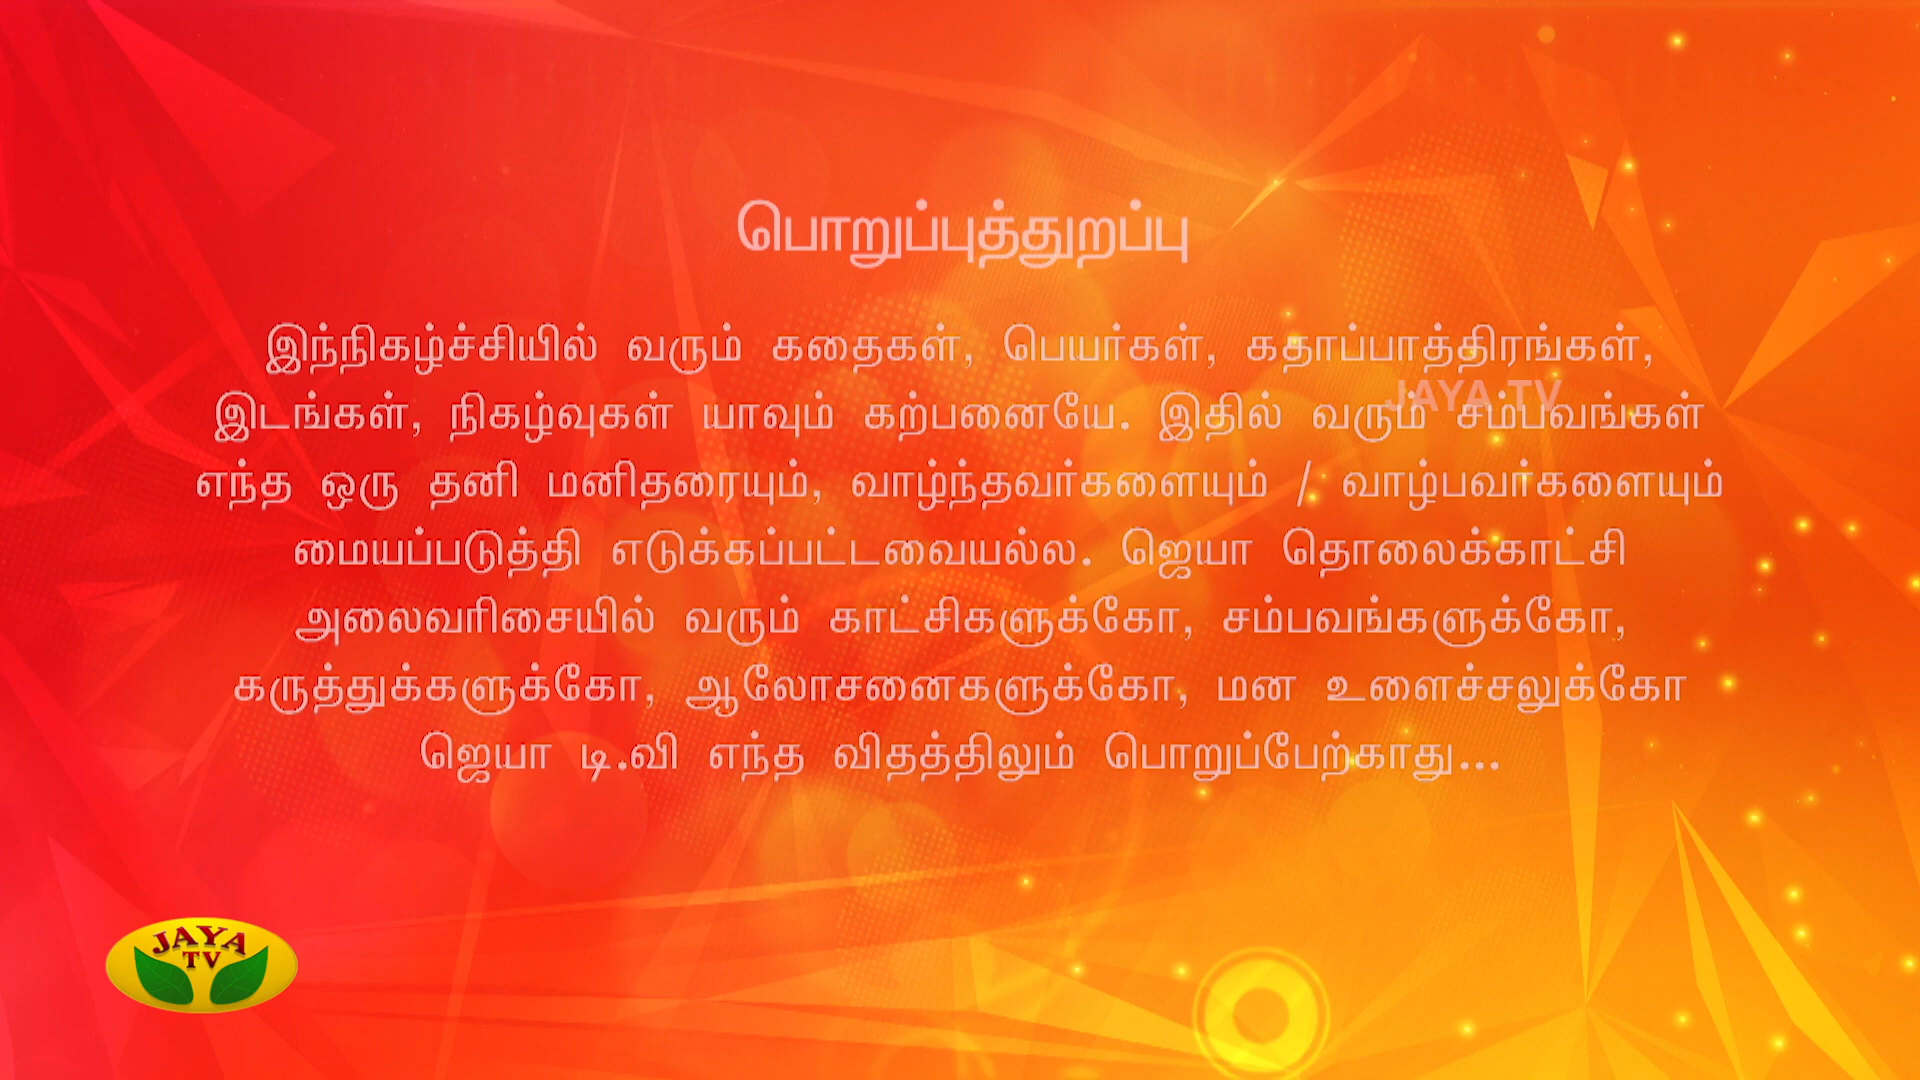 பொறுப்புத்துறப்பு
இந்நிகழ்ச்சியில் வரும் கதைகள், பெயர்கள், கதாப்பாத்திரங்கள்,
JAYA TV
இடங்கள், நிகழ்வுகள் யாவும் கற்பனையே. இதில் வரும் சம்பவங்கள்
எந்த ஒரு தனி மனிதரையும், வாழ்ந்தவர்களையும் / வாழ்பவர்களையும்
மையப்படுத்தி எடுக்கப்பட்டவையல்ல. ஜெயா தொலைக்காட்சி
அலைவரிசையில் வரும் காட்சிகளுக்கோ, சம்பவங்களுக்கோ,
கருத்துக்களுக்கோ, ஆலோசனைகளுக்கோ, மன உளைச்சலுக்கோ
ஜெயா டி.வி எந்த விதத்திலும் பொறுப்பேற்காது...
JAYA
TV